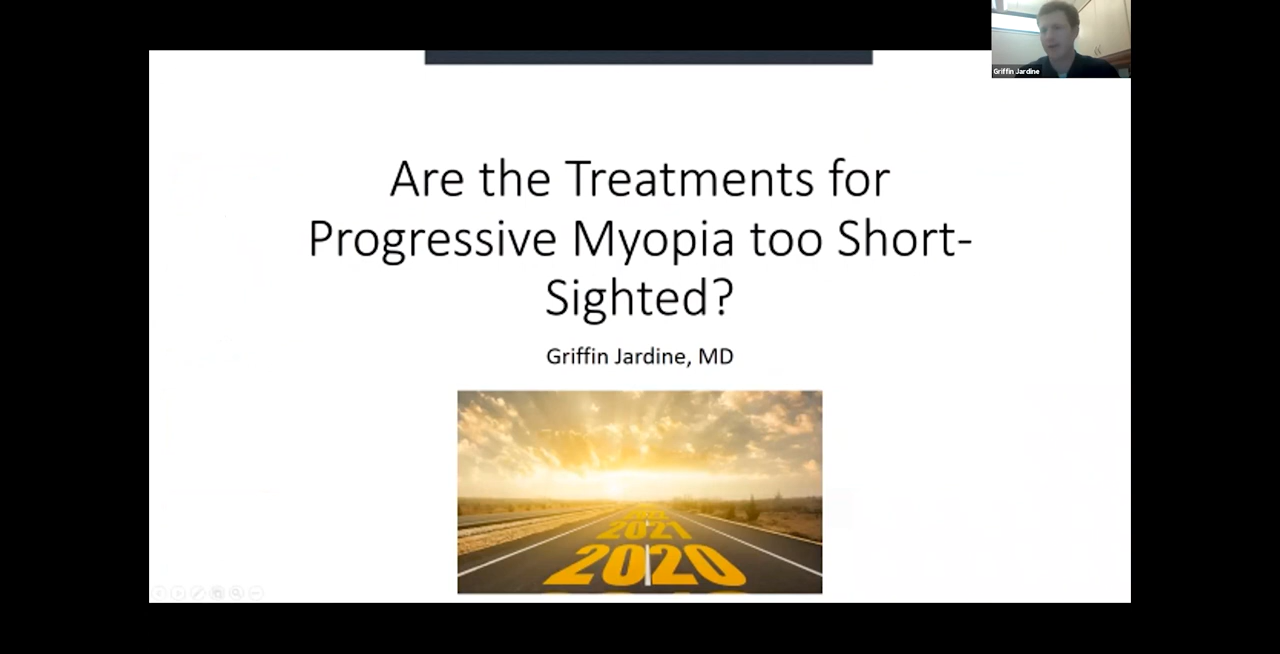 Griffin Jardine
Are the Treatments for
Progressive Myopia too Short-
Sighted?
Griffin Jardine, MD
2021
2020